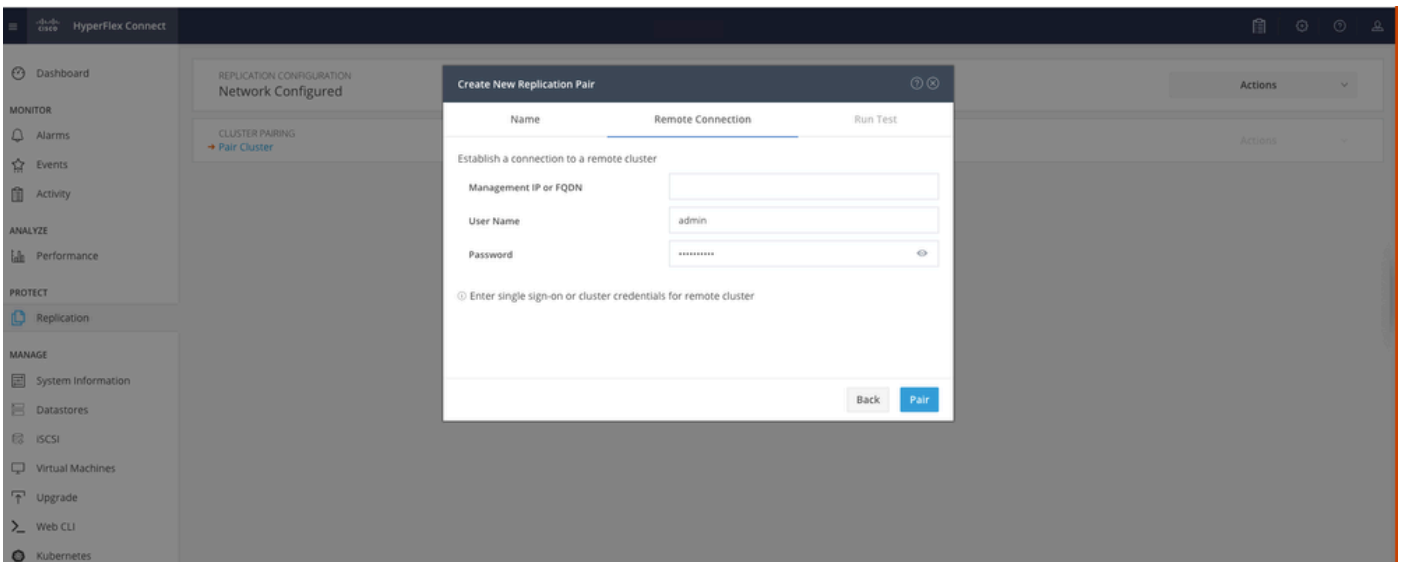 CISCO HyperFlex Connect
Dashboard
MONITOR
Alarms
Events
Activity
ANALYZE
Performance
PROTECT
Replication
MANAGE
System Information
Datastores
iSCSI
Virtual Machines
Upgrade
Web CLI
Kubernetes
REPLICATION CONFIGURATION
Network Configured
Actions
CLUSTER PAIRING
Pair Cluster
Actions
Create New Replication Pair
Name Remote Connection Run Test
Establish a connection to a remote cluster
Management IP or FQDN
User Name admin
Password ••••••••••
Enter single sign-on or cluster credentials for remote cluster
Back Pair